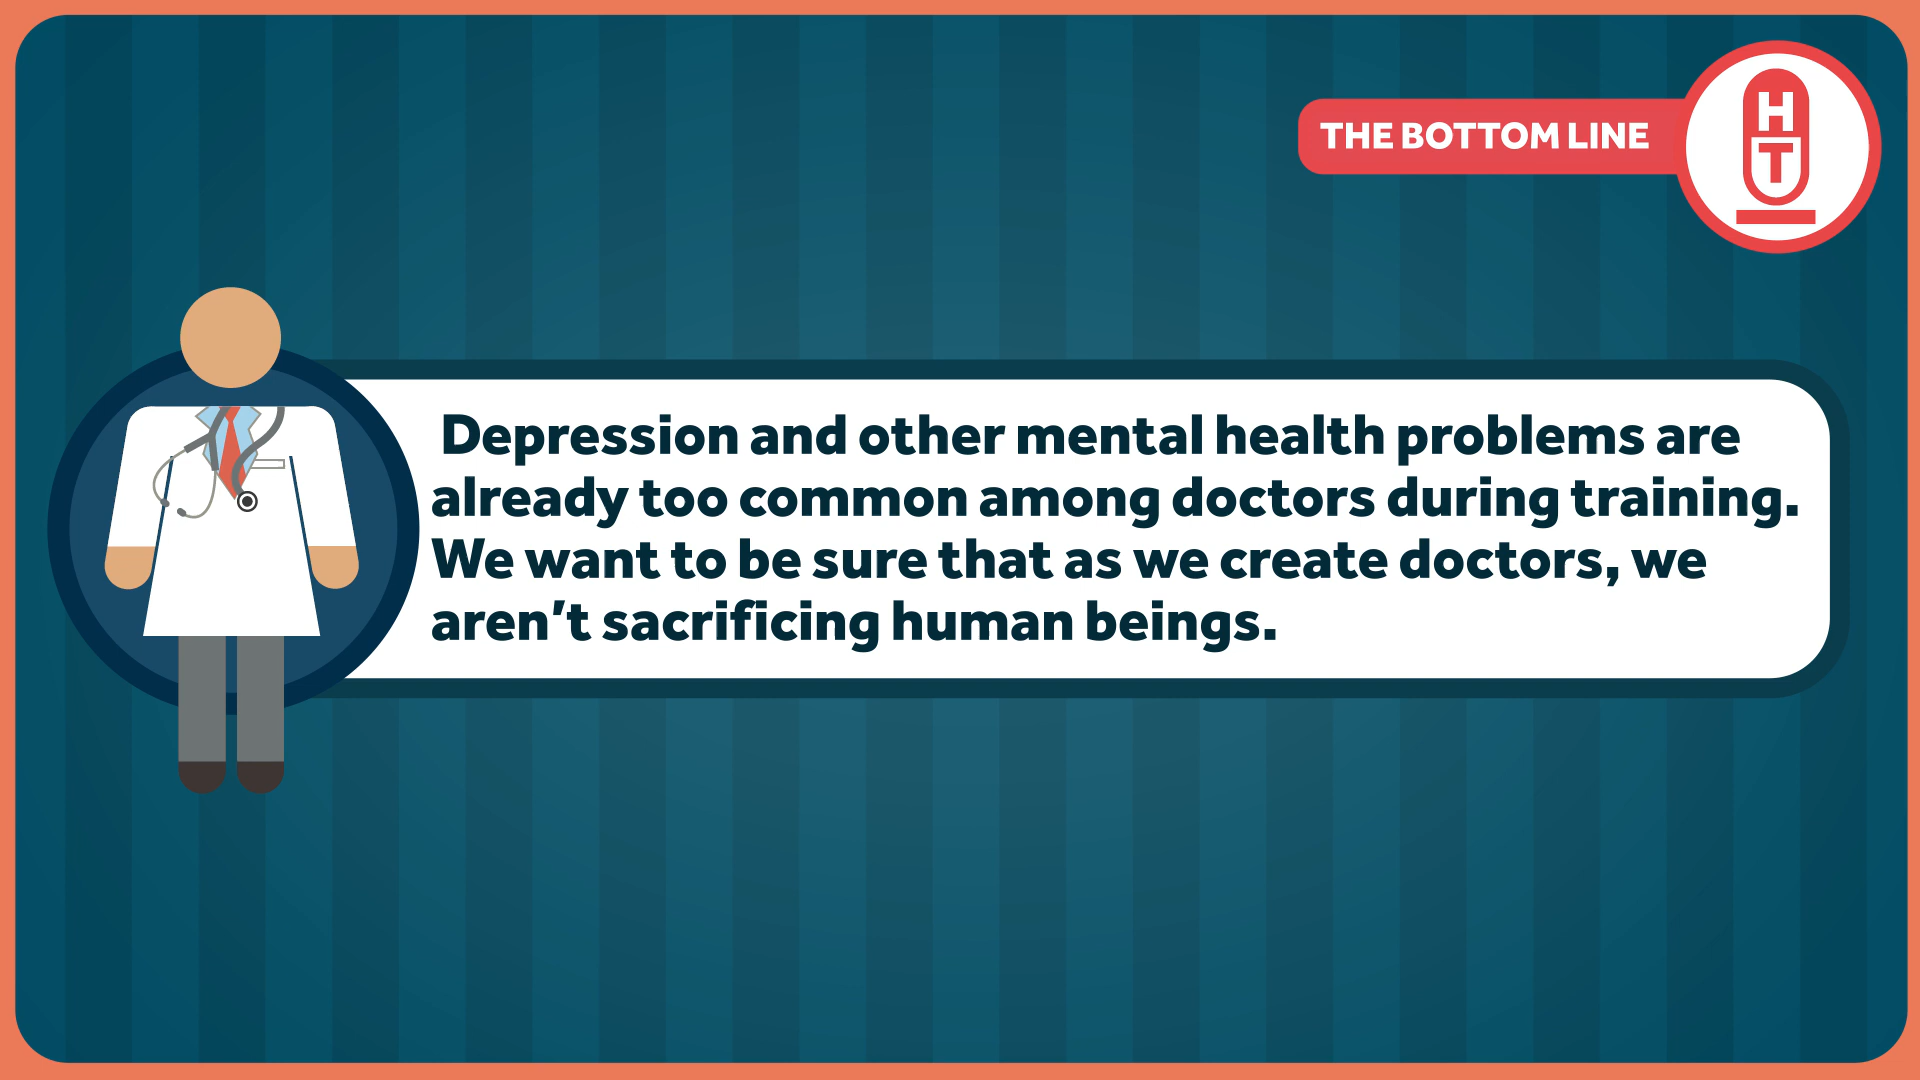 THE BOTTOM LINE
H
T
Depression and other mental health problems are
already too common among doctors during training.
We want to be sure that as we create doctors, we
aren't sacrificing human beings.